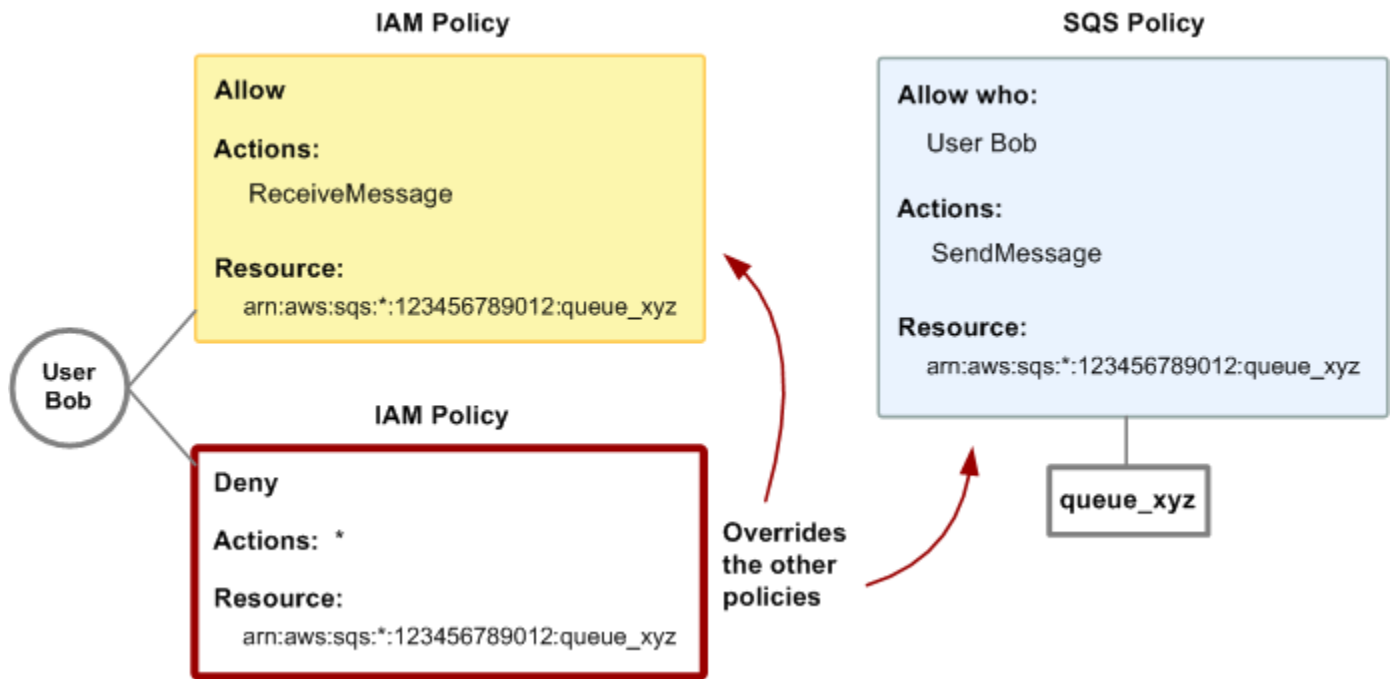 IAM Policy
Allow
Actions:
ReceiveMessage
Resource:
arn:aws:sqs:*:123456789012:queue_xyz
User
Bob
IAM Policy
Deny
Actions: *
Resource:
arn:aws:sqs:*:123456789012:queue_xyz
Overrides
the other
policies
SQS Policy
Allow who:
User Bob
Actions:
SendMessage
Resource:
arn:aws:sqs:*:123456789012:queue_xyz
queue_xyz